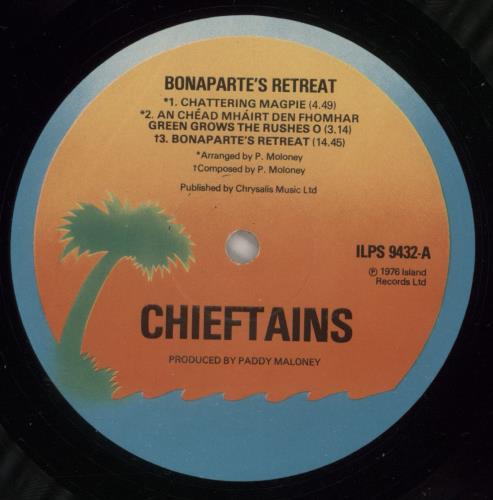 BONAPARTE'S RETREAT
*1. CHATTERING MAGPIE (4.49)
*2. AN CHÉAD MHÁIRT DEN FHOMHAR
GREEN GROWS THE RUSHES O (3.14)
†3. BONAPARTE'S RETREAT (14.45)
*Arranged by P. Moloney
†Composed by P. Moloney
Published by Chrysalis Music Ltd
ILPS 9432-A
℗ 1976 Island
Records Ltd
CHIEFTAINS
PRODUCED BY PADDY MALONEY